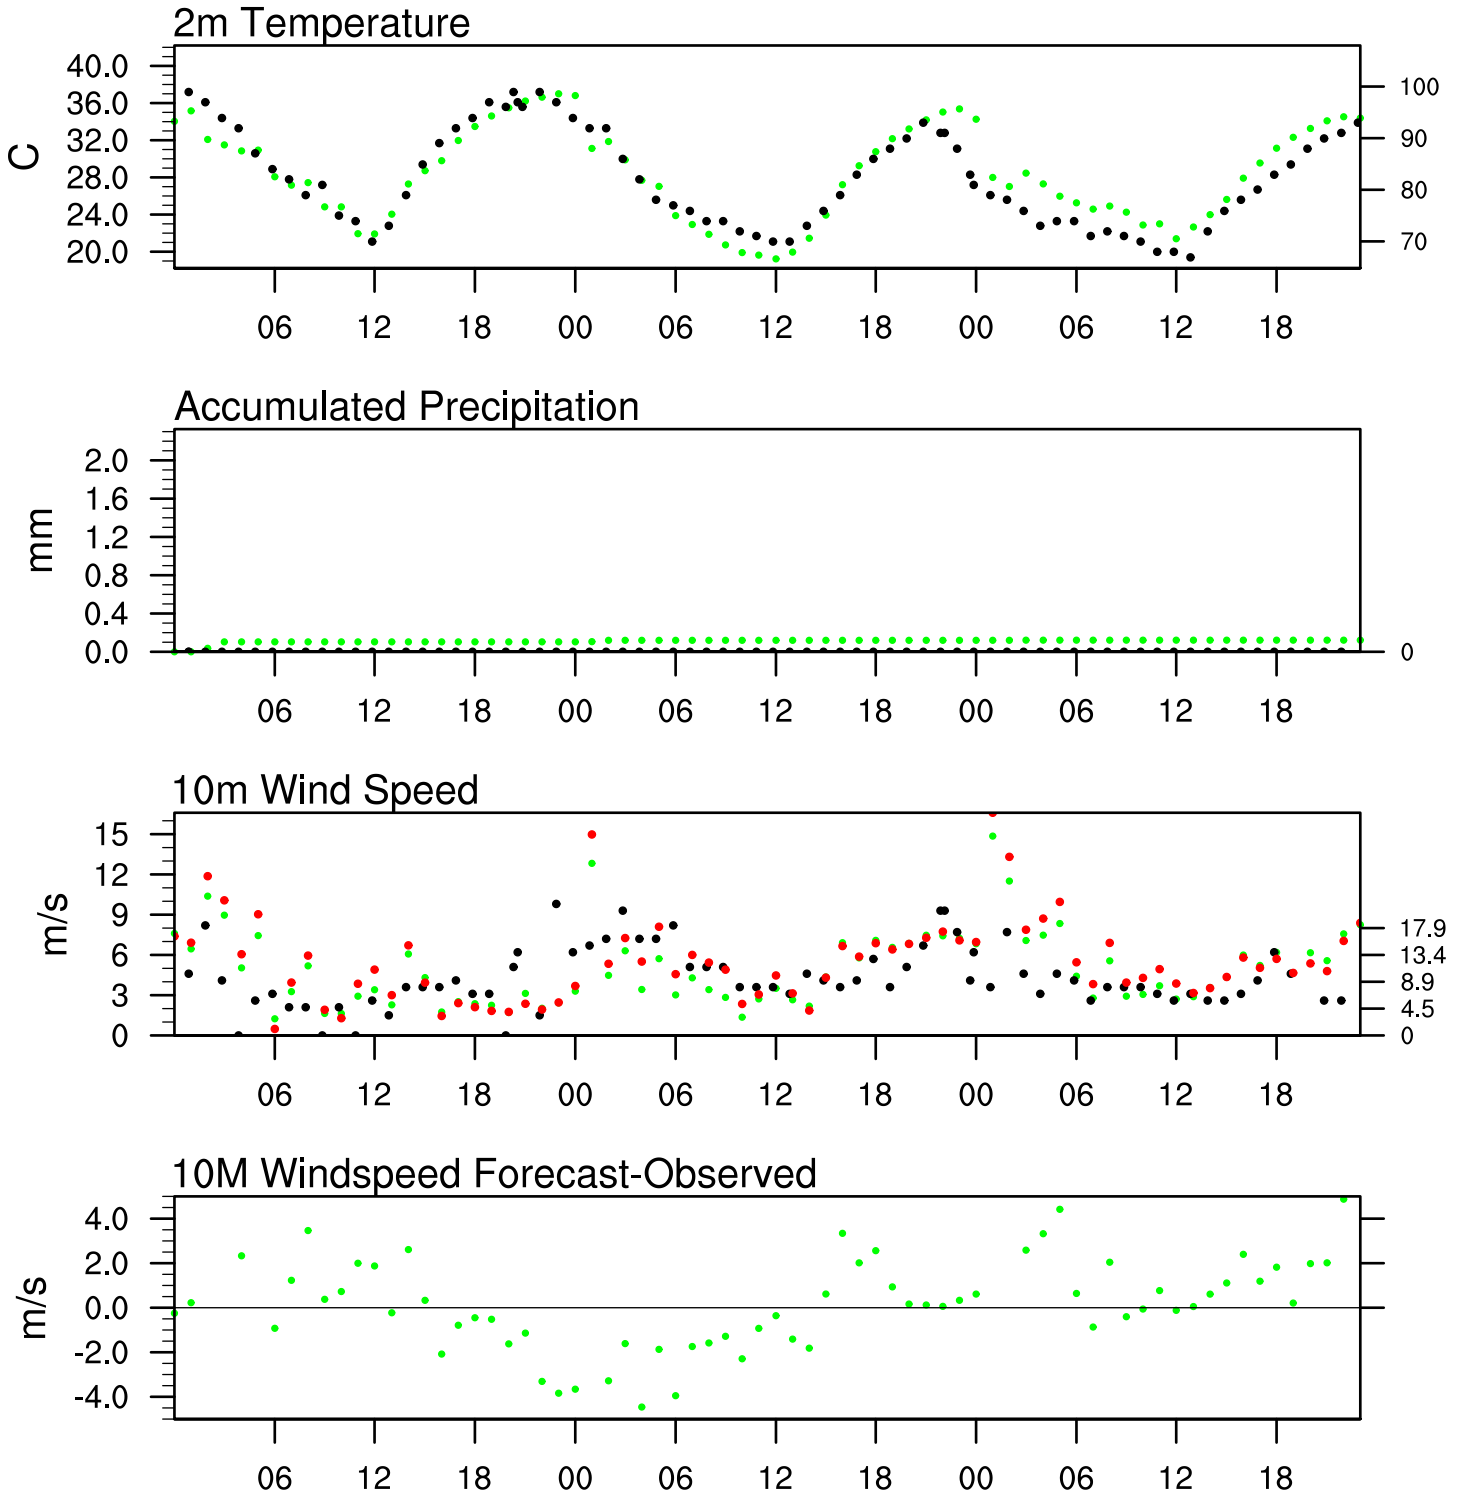 2m Temperature
40.0
36.0
32.0
28.0
24.0
20.0
C
100
90
80
70
06 12 18 00 06 12 18 00 06 12 18
Accumulated Precipitation
2.0
1.6
1.2
0.8
0.4
0.0
mm
0
06 12 18 00 06 12 18 00 06 12 18
10m Wind Speed
15
12
9
6
3
0
m/s
17.9
13.4
8.9
4.5
0
06 12 18 00 06 12 18 00 06 12 18
10M Windspeed Forecast-Observed
4.0
2.0
0.0
-2.0
-4.0
m/s
06 12 18 00 06 12 18 00 06 12 18